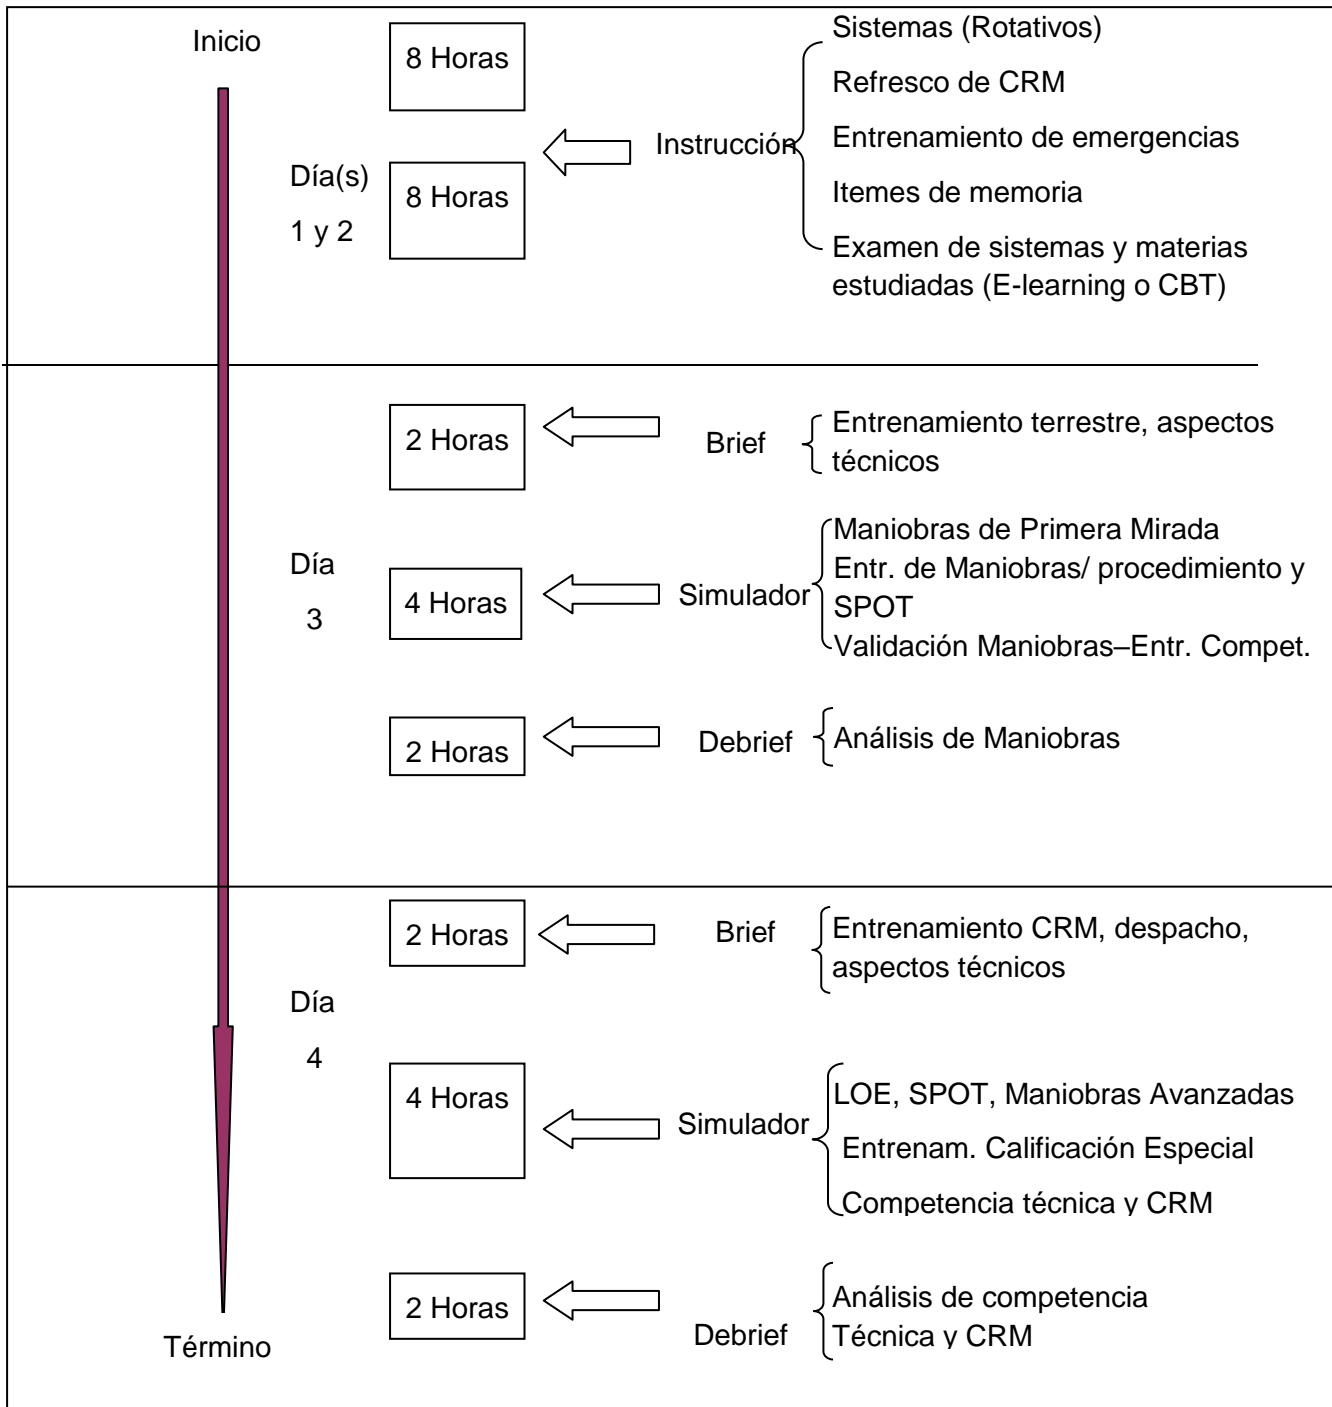 Inicio
8 Horas
Día(s)
1 y 2
8 Horas
Instrucción
Sistemas (Rotativos)
Refresco de CRM
Entrenamiento de emergencias
Itemes de memoria
Examen de sistemas y materias
estudiadas (E-learning o CBT)
2 Horas
Brief
Entrenamiento terrestre, aspectos
técnicos
Día
3
4 Horas
Simulador
Maniobras de Primera Mirada
Entr. de Maniobras/ procedimiento y
SPOT
Validación Maniobras–Entr. Compet.
2 Horas
Debrief
Análisis de Maniobras
2 Horas
Brief
Entrenamiento CRM, despacho,
aspectos técnicos
Día
4
4 Horas
Simulador
LOE, SPOT, Maniobras Avanzadas
Entrenam. Calificación Especial
Competencia técnica y CRM
2 Horas
Debrief
Análisis de competencia
Técnica y CRM
Término